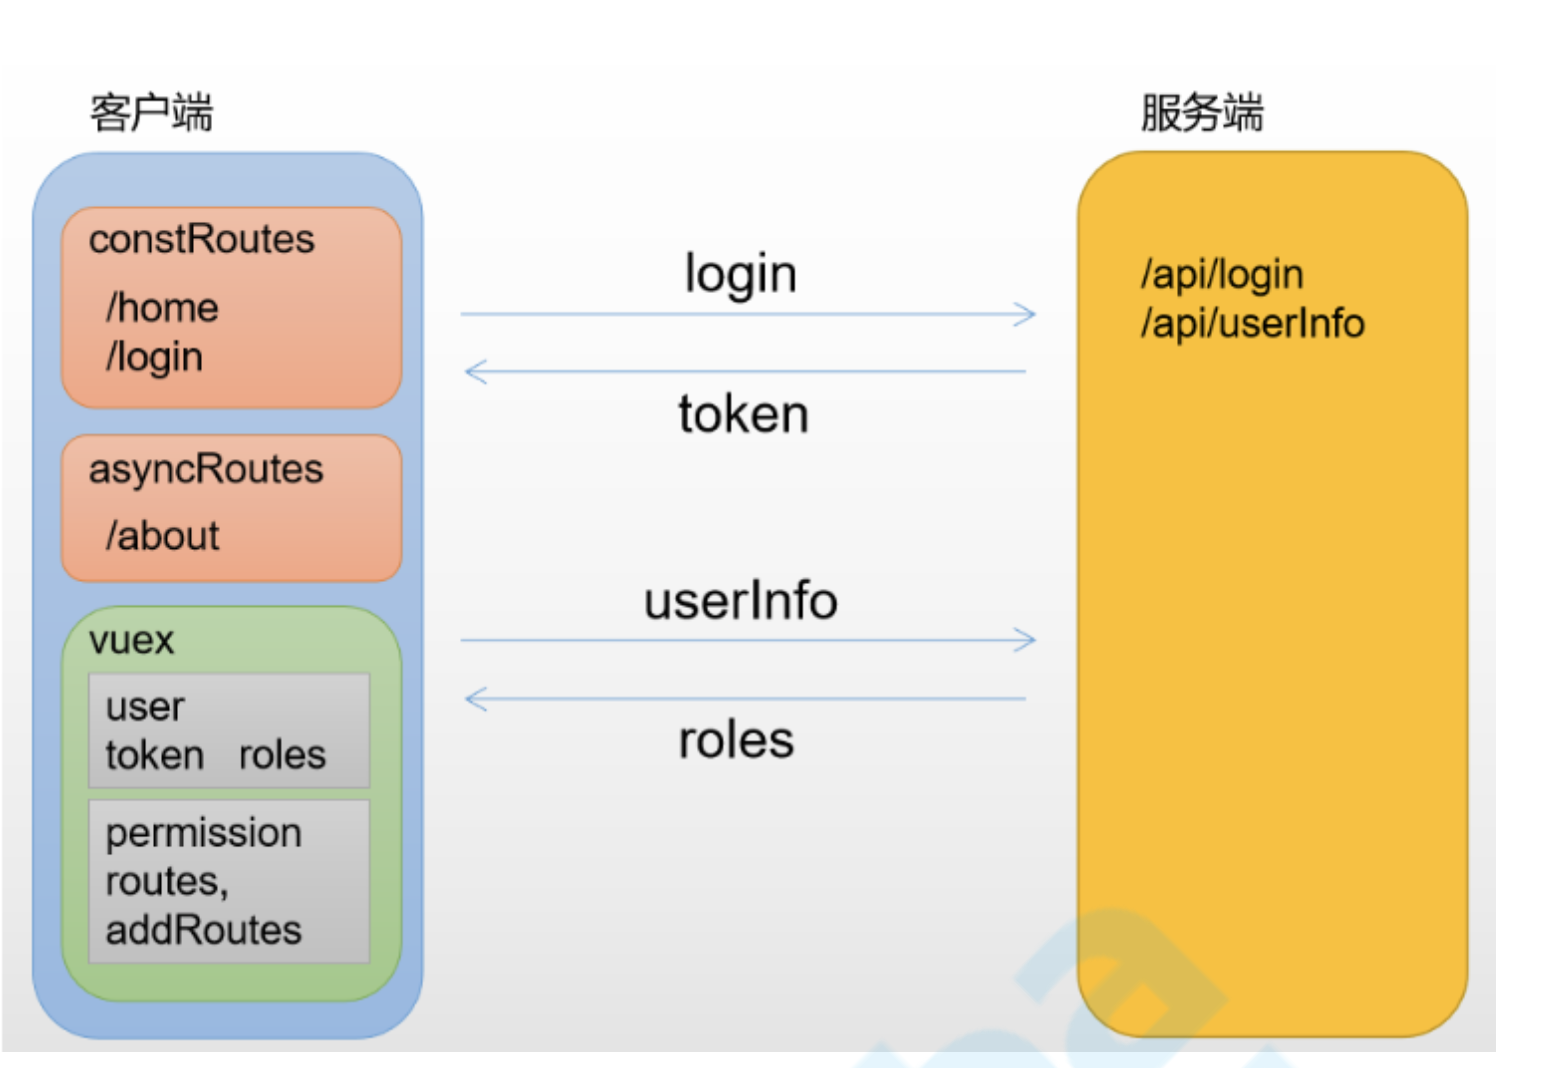 客户端
constRoutes
/home
/login
asyncRoutes
/about
vuex
user
token roles
permission
routes,
addRoutes
login
token
userInfo
roles
服务端
/api/login
/api/userInfo